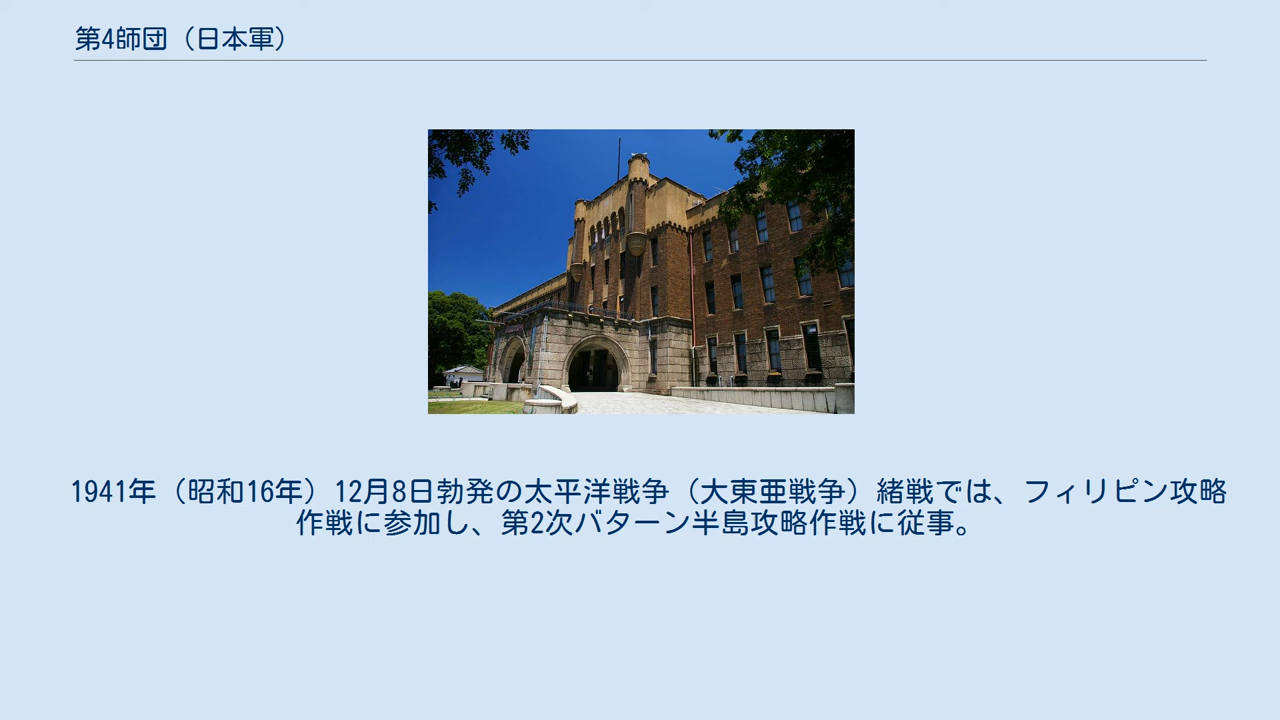 第4師団（日本軍）
1941年（昭和16年）12月8日勃発の太平洋戦争（大東亜戦争）緒戦では、フィリピン攻略
作戦に参加し、第2次バターン半島攻略作戦に従事。